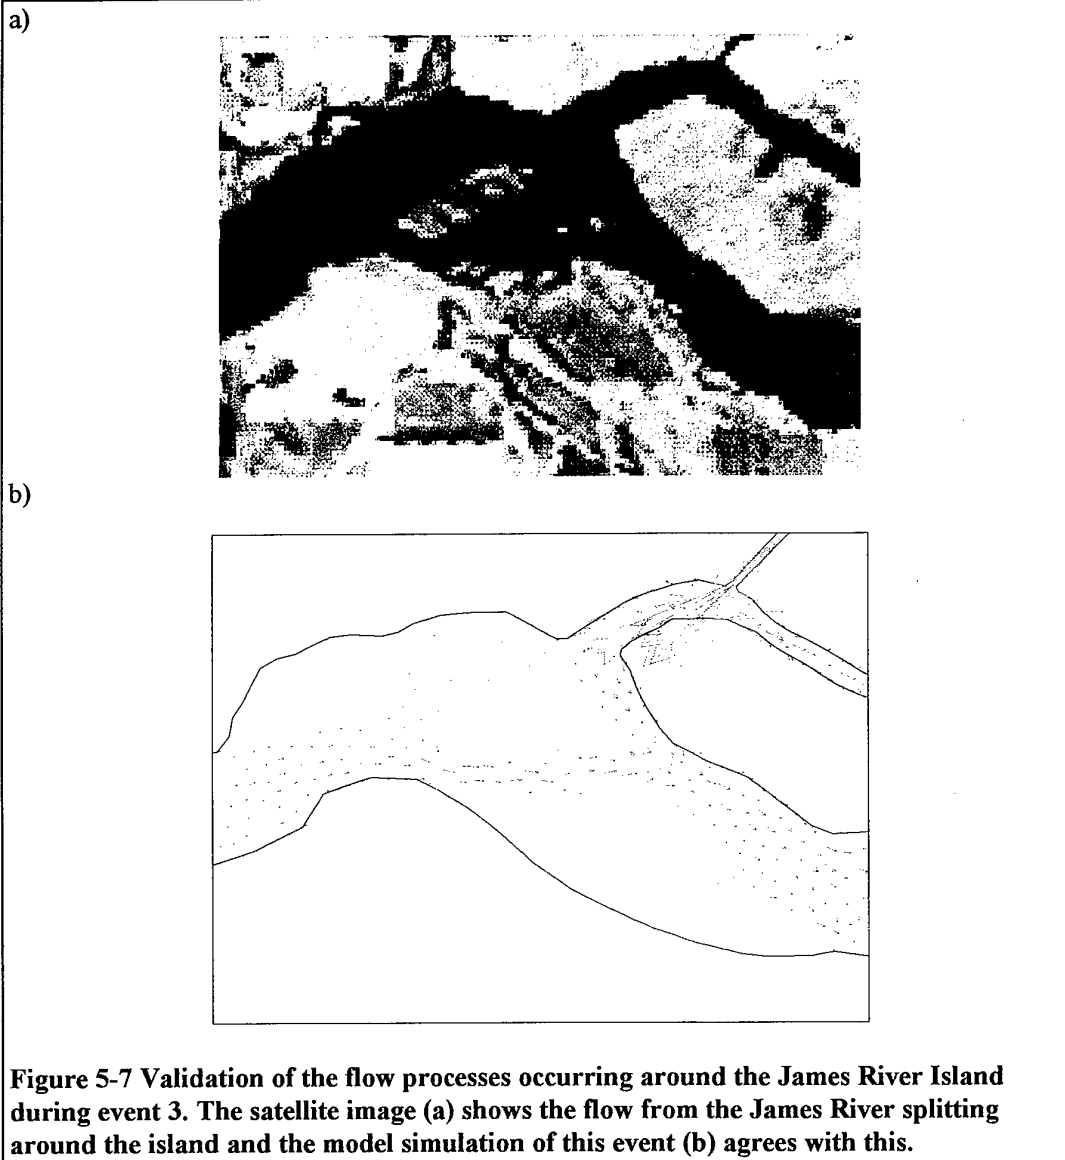 a)
b)
Figure 5-7 Validation of the flow processes occurring around the James River Island
during event 3. The satellite image (a) shows the flow from the James River splitting
around the island and the model simulation of this event (b) agrees with this.